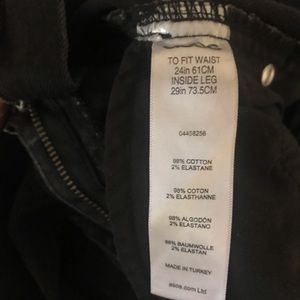 TO FIT WAIST
24in 61CM
INSIDE LEG
29in 73.5CM
04458256
98% COTTON
2% ELASTANE
98% COTON
2% ELASTHANNE
98% ALGODÓN
2% ELASTANO
98% BAUMWOLLE
2% ELASTAN
MADE IN TURKEY
asos.com Ltd